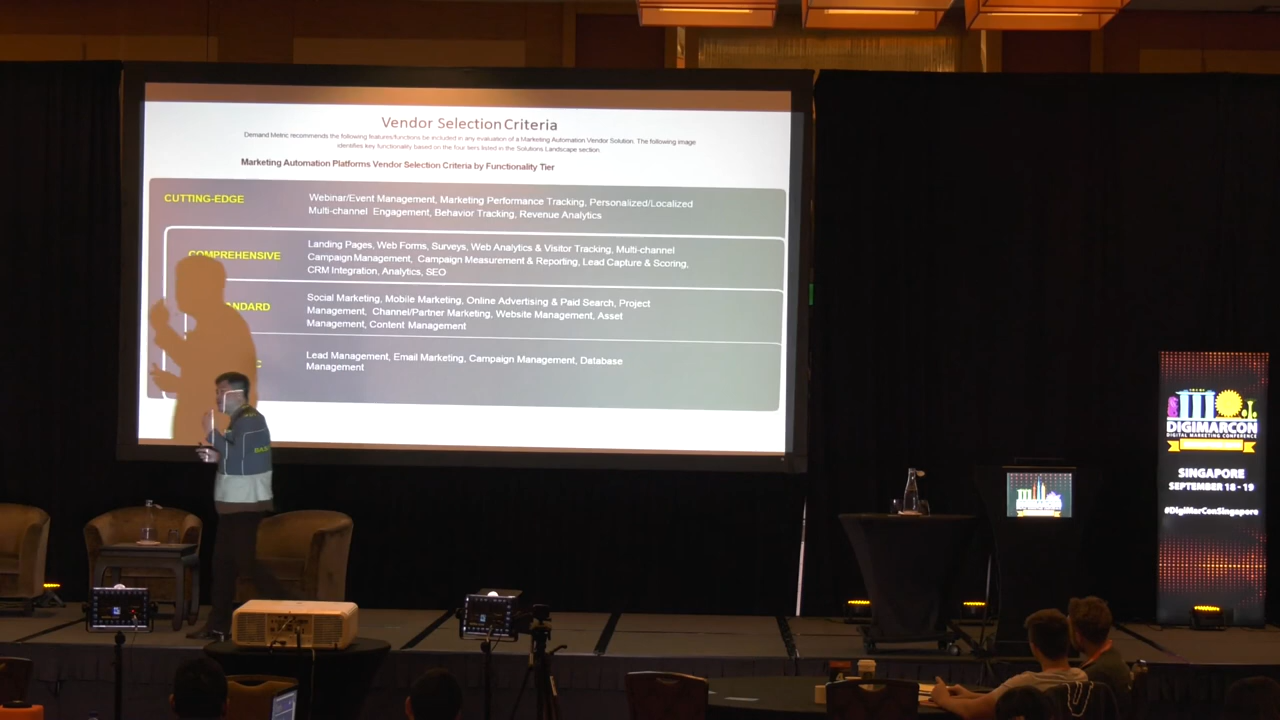 Vendor Selection Criteria
Demand Metric recommends the following features/functions be included in any evaluation of a Marketing Automation Vendor Solution. The following image
identifies key functionality based on the four tiers listed in the Solutions Landscape section.
Marketing Automation Platforms Vendor Selection Criteria by Functionality Tier
CUTTING-EDGE
Webinar/Event Management, Marketing Performance Tracking, Personalized/Localized
Multi-channel Engagement, Behavior Tracking, Revenue Analytics
COMPREHENSIVE
Landing Pages, Web Forms, Surveys, Web Analytics & Visitor Tracking, Multi-channel
Campaign Management, Campaign Measurement & Reporting, Lead Capture & Scoring,
CRM Integration, Analytics, SEO
ANDARD
Social Marketing, Mobile Marketing, Online Advertising & Paid Search, Project
Management, Channel/Partner Marketing, Website Management, Asset
Management, Content Management
C
Lead Management, Email Marketing, Campaign Management, Database
Management
DIGIMARCON
DIGITAL MARKETING CONFERENCE
SINGAPORE
SEPTEMBER 18 - 19
#DigiMarConSingapore